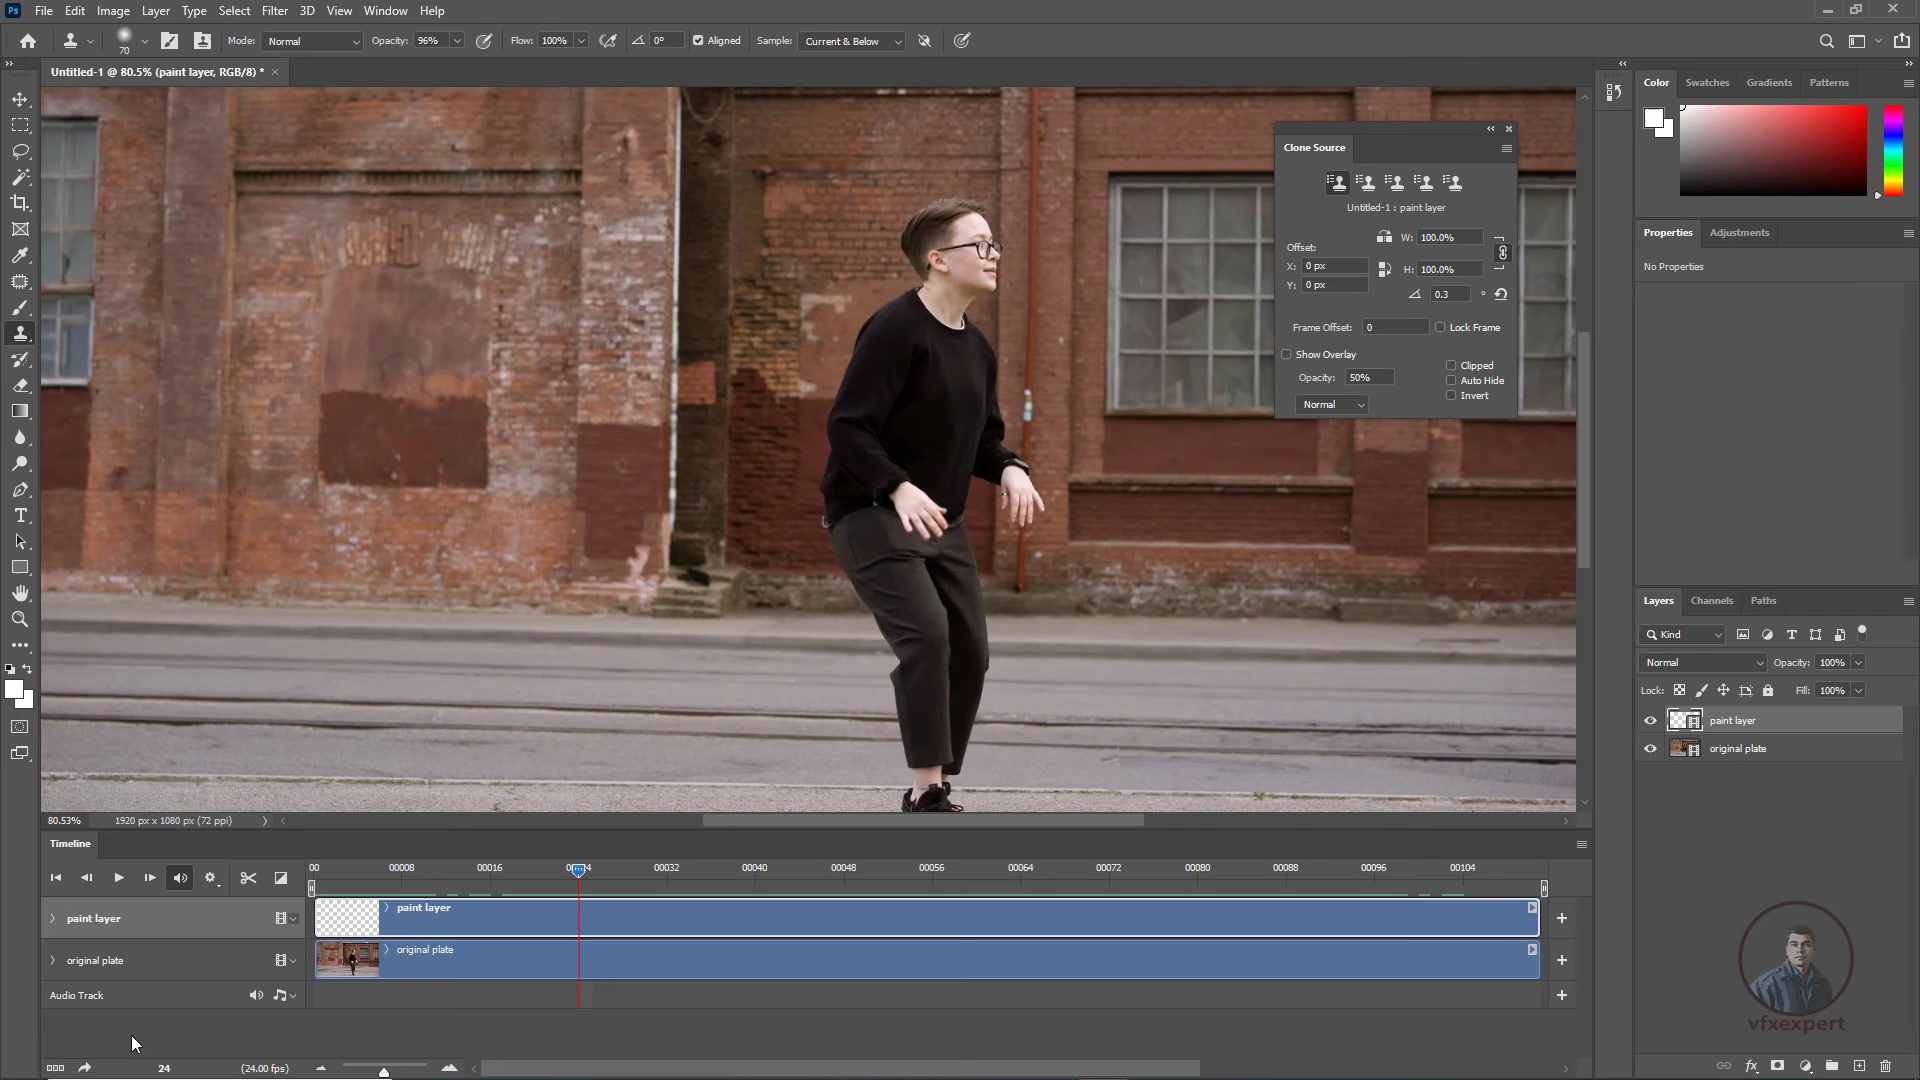 Ps File Edit Image Layer Type Select Filter 3D View Window Help
70 Mode: Normal Opacity: 96% Flow: 100% 0° Aligned Sample: Current & Below
Untitled-1 @ 80.5% (paint layer, RGB/8) * ×
Color Swatches Gradients Patterns
Clone Source
Untitled-1 : paint layer
Offset: W: 100.0%
X: 0 px H: 100.0%
Y: 0 px 0.3 °
Frame Offset: 0 Lock Frame
Show Overlay Clipped
Opacity: 50% Auto Hide
Normal Invert
Properties Adjustments
No Properties
Layers Channels Paths
Kind
Normal Opacity: 100%
Lock: Fill: 100%
paint layer
original plate
80.53% 1920 px x 1080 px (72 ppi)
Timeline
00 00008 00016 00024 00032 00040 00048 00056 00064 00072 00080 00088 00096 00104
paint layer paint layer
original plate original plate
Audio Track
24 (24.00 fps)
vfxexpert